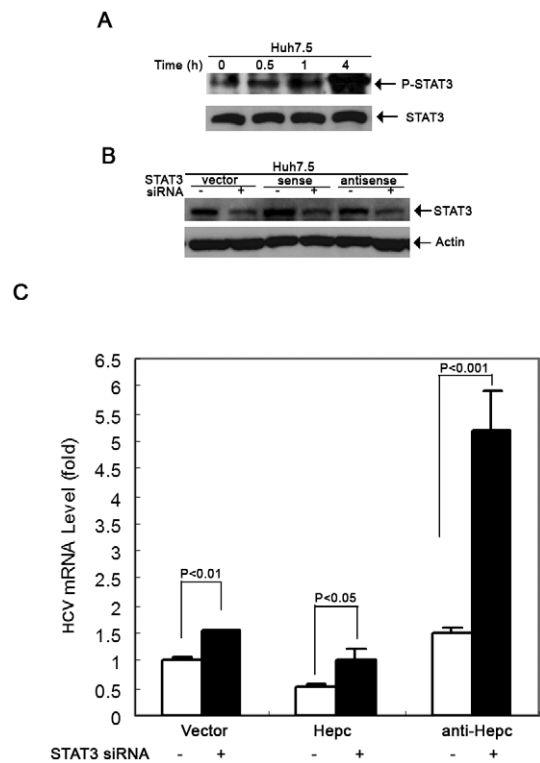 A
Huh7.5
Time (h) 0 0.5 1 4
P-STAT3
STAT3
B
Huh7.5
STAT3 siRNA
vector sense antisense
- + - + - +
STAT3
Actin
C
HCV mRNA Level (fold)
6.5
6
5.5
5
4.5
4
3.5
3
2.5
2
1.5
1
0.5
0
P<0.01
P<0.05
P<0.001
Vector Hepc anti-Hepc
STAT3 siRNA - + - + - +